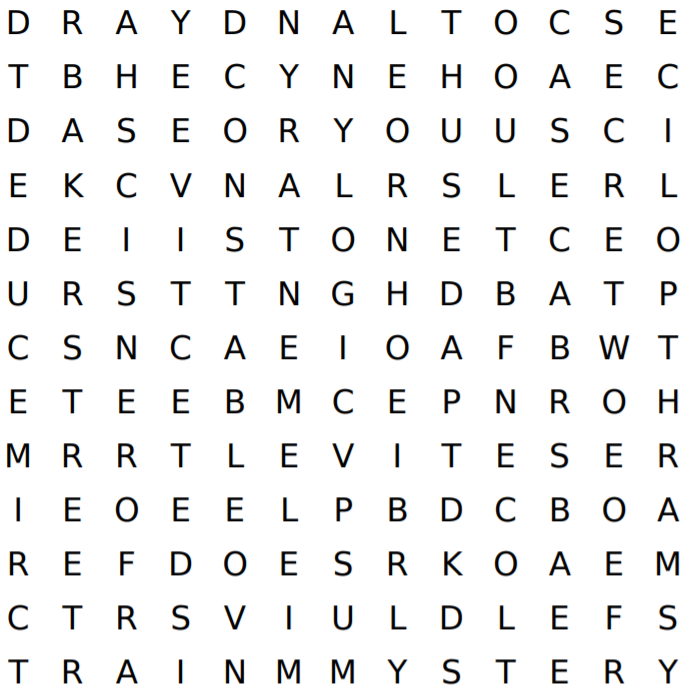 D R A Y D N A L T O C S E
T B H E C Y N E H O A E C
D A S E O R Y O U U S C I
E K C V N A L R S L E R L
D E I I S T O N E T C E O
U R S T T N G H D B A T P
C S N C A E I O A F B W T
E T E E B M C E P N R O H
M R R T L E V I T E S E R
I E O E E L P B D C B O A
R E F D O E S R K O A E M
C T R S V I U L D L E F S
T R A I N M M Y S T E R Y